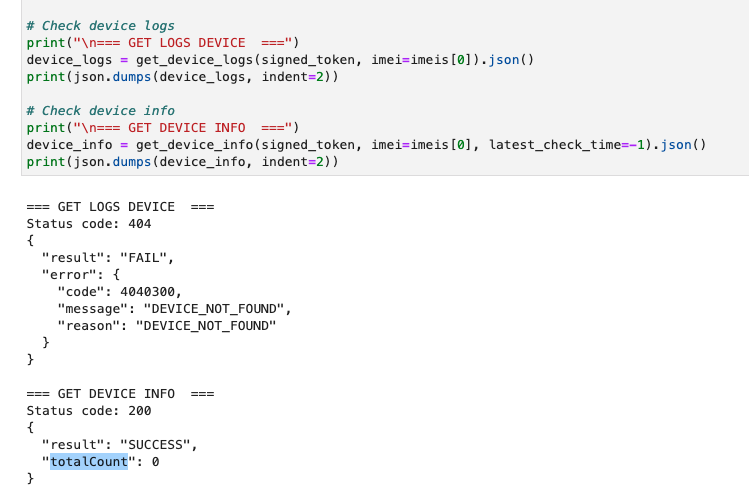 # Check device logs
print("\n=== GET LOGS DEVICE  ===")
device_logs = get_device_logs(signed_token, imei=imeis[0]).json()
print(json.dumps(device_logs, indent=2))

# Check device info
print("\n=== GET DEVICE INFO  ===")
device_info = get_device_info(signed_token, imei=imeis[0], latest_check_time=-1).json()
print(json.dumps(device_info, indent=2))

=== GET LOGS DEVICE  ===
Status code: 404
{
  "result": "FAIL",
  "error": {
    "code": 4040300,
    "message": "DEVICE_NOT_FOUND",
    "reason": "DEVICE_NOT_FOUND"
  }
}

=== GET DEVICE INFO  ===
Status code: 200
{
  "result": "SUCCESS",
  "totalCount": 0
}